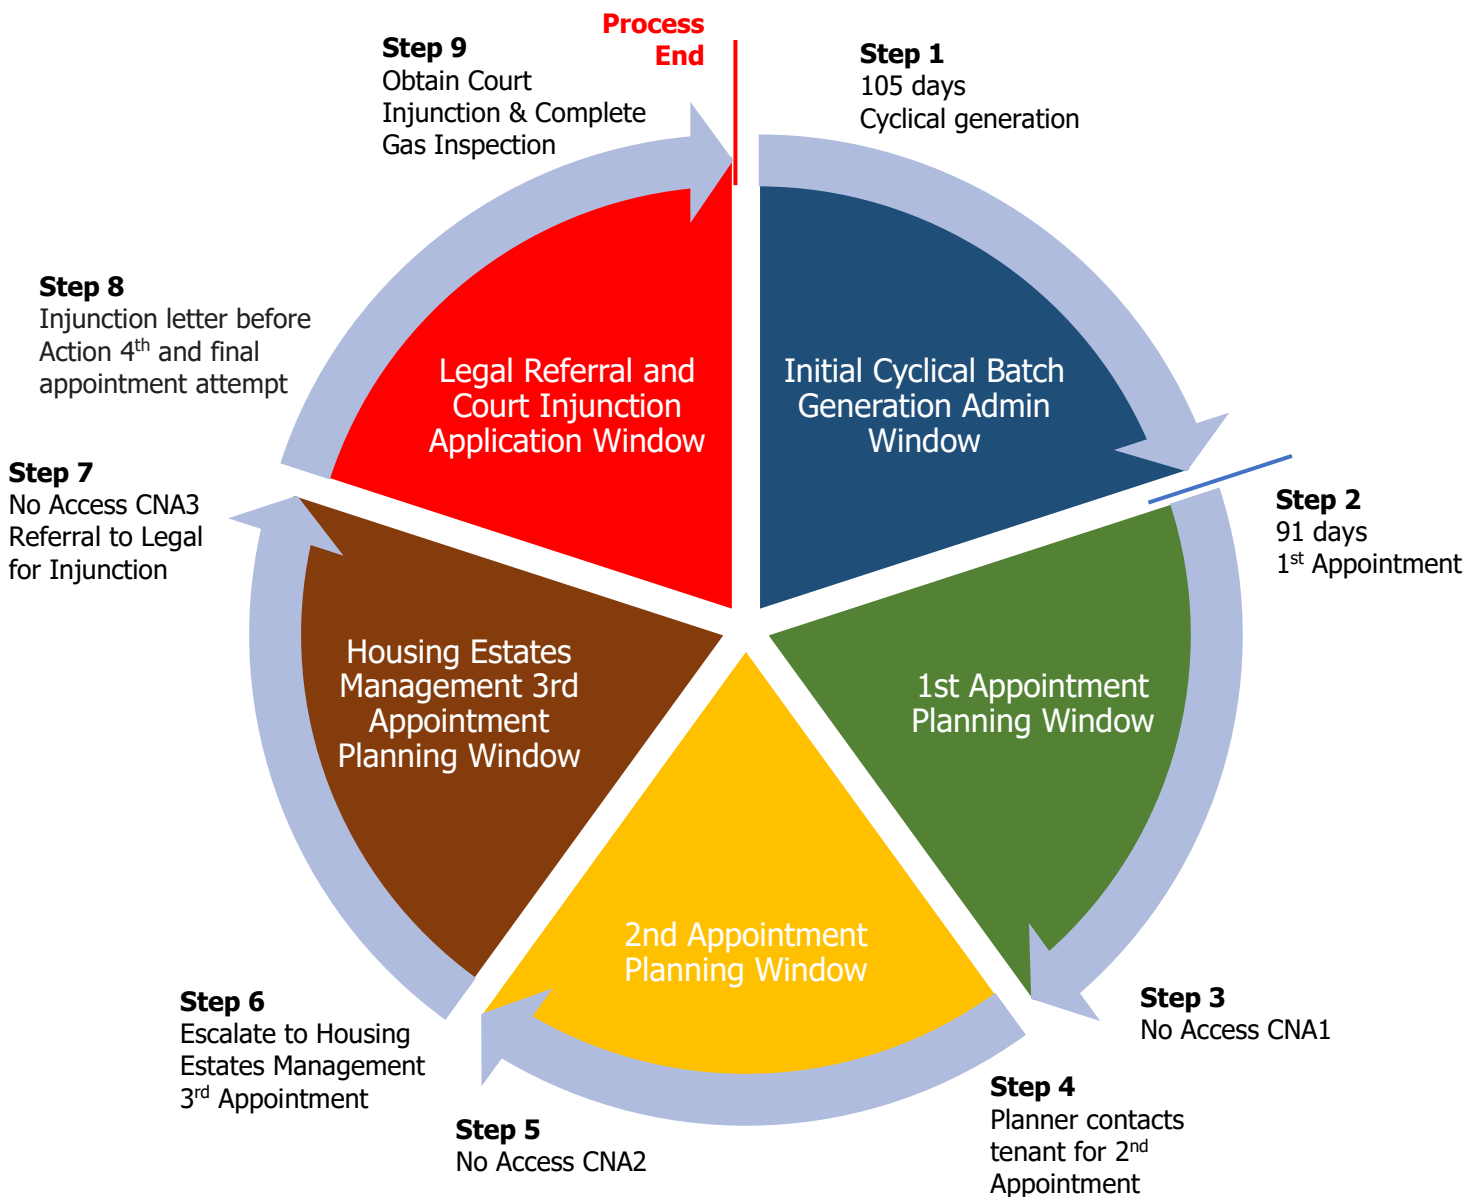 Process
End
Step 1
105 days
Cyclical generation
Initial Cyclical Batch
Generation Admin
Window
Step 2
91 days
1st Appointment
1st Appointment
Planning Window
Step 3
No Access CNA1
Step 4
Planner contacts
tenant for 2nd
Appointment
2nd Appointment
Planning Window
Step 5
No Access CNA2
Step 6
Escalate to Housing
Estates Management
3rd Appointment
Housing Estates
Management 3rd
Appointment
Planning Window
Step 7
No Access CNA3
Referral to Legal
for Injunction
Step 8
Injunction letter before
Action 4th and final
appointment attempt
Legal Referral and
Court Injunction
Application Window
Step 9
Obtain Court
Injunction & Complete
Gas Inspection